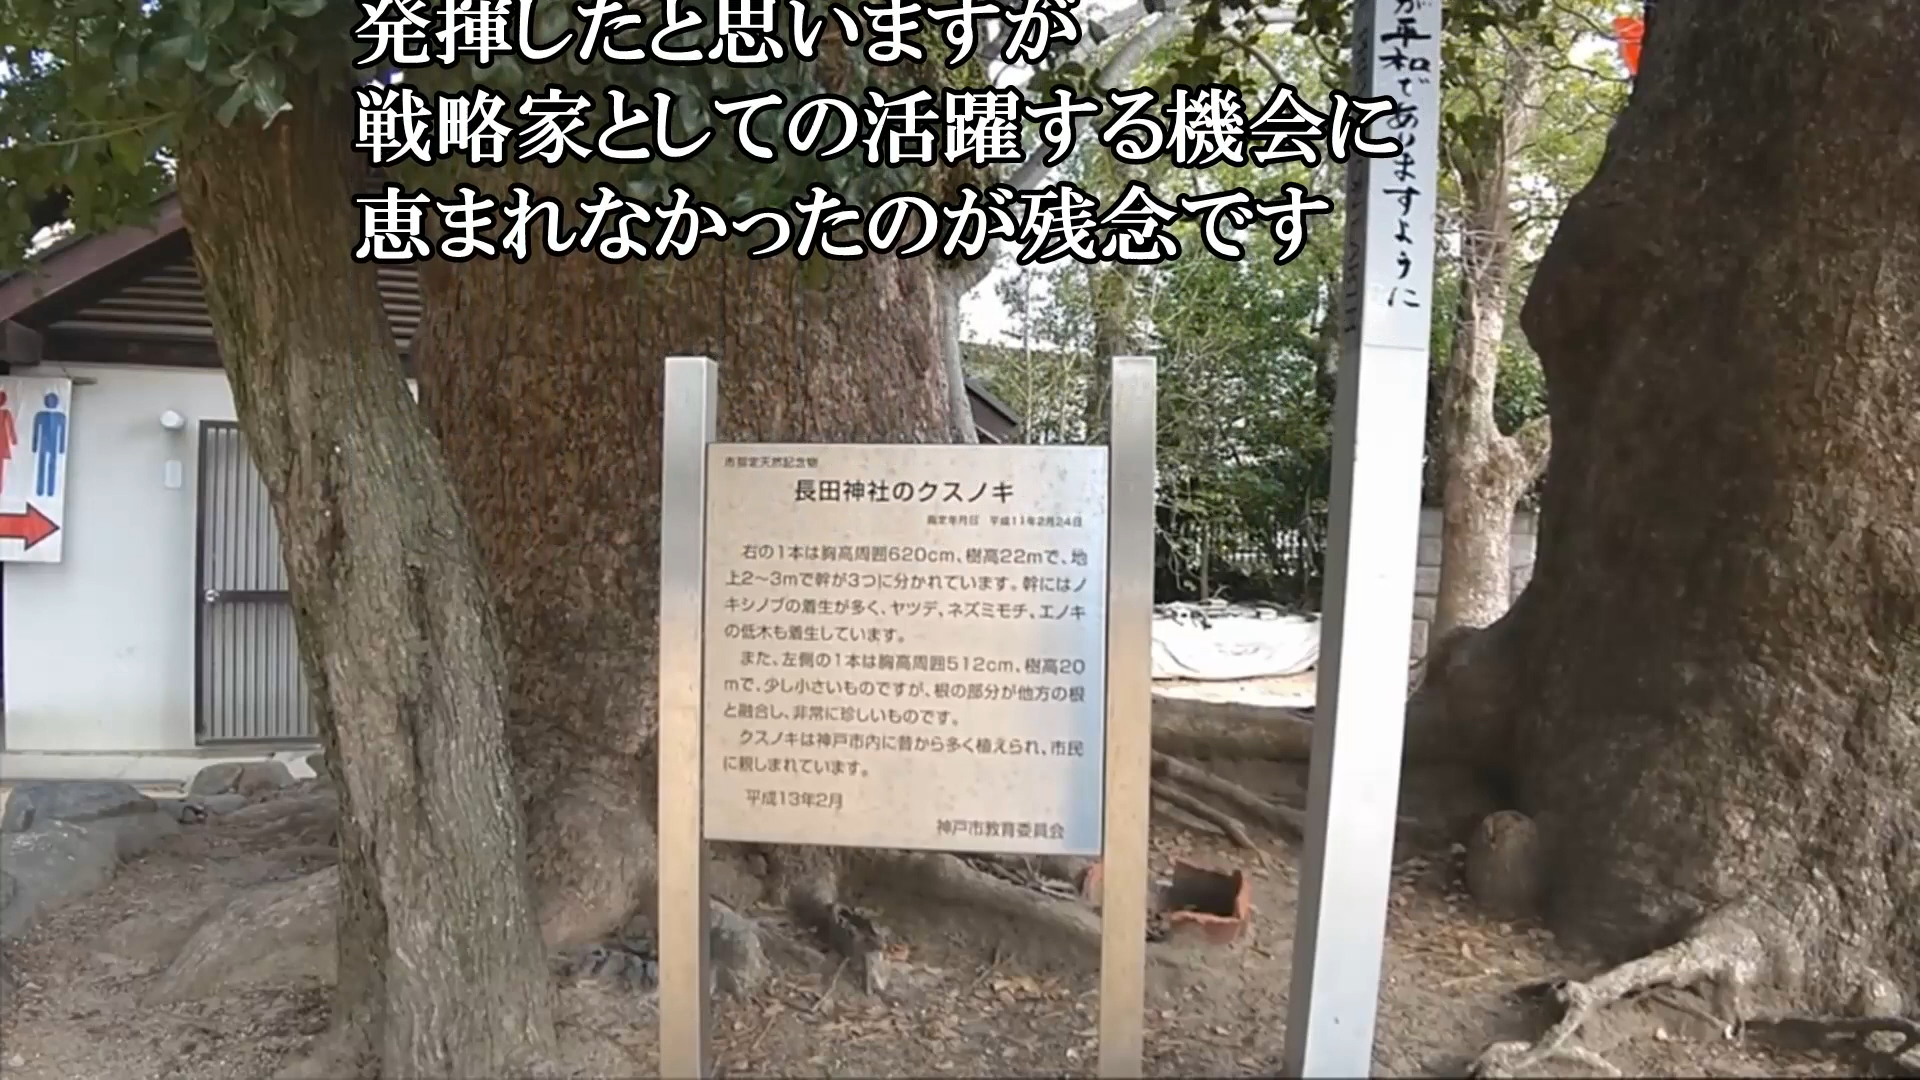 発揮したと思いますが
戦略家としての活躍する機会に
恵まれなかったのが残念です
が平和でありますように
市指定天然記念物
長田神社のクスノキ
指定年月日 平成11年2月24日
右の1本は胸高周囲620cm、樹高22mで、地
上2〜3mで幹が3つに分かれています。幹にはノ
キシノブの着生が多く、ヤツデ、ネズミモチ、エノキ
の低木も着生しています。
また、左側の1本は胸高周囲512cm、樹高20
mで、少し小さいものですが、根の部分が他方の根
と融合し、非常に珍しいものです。
クスノキは神戸市内に昔から多く植えられ、市民
に親しまれています。
平成13年2月
神戸市教育委員会